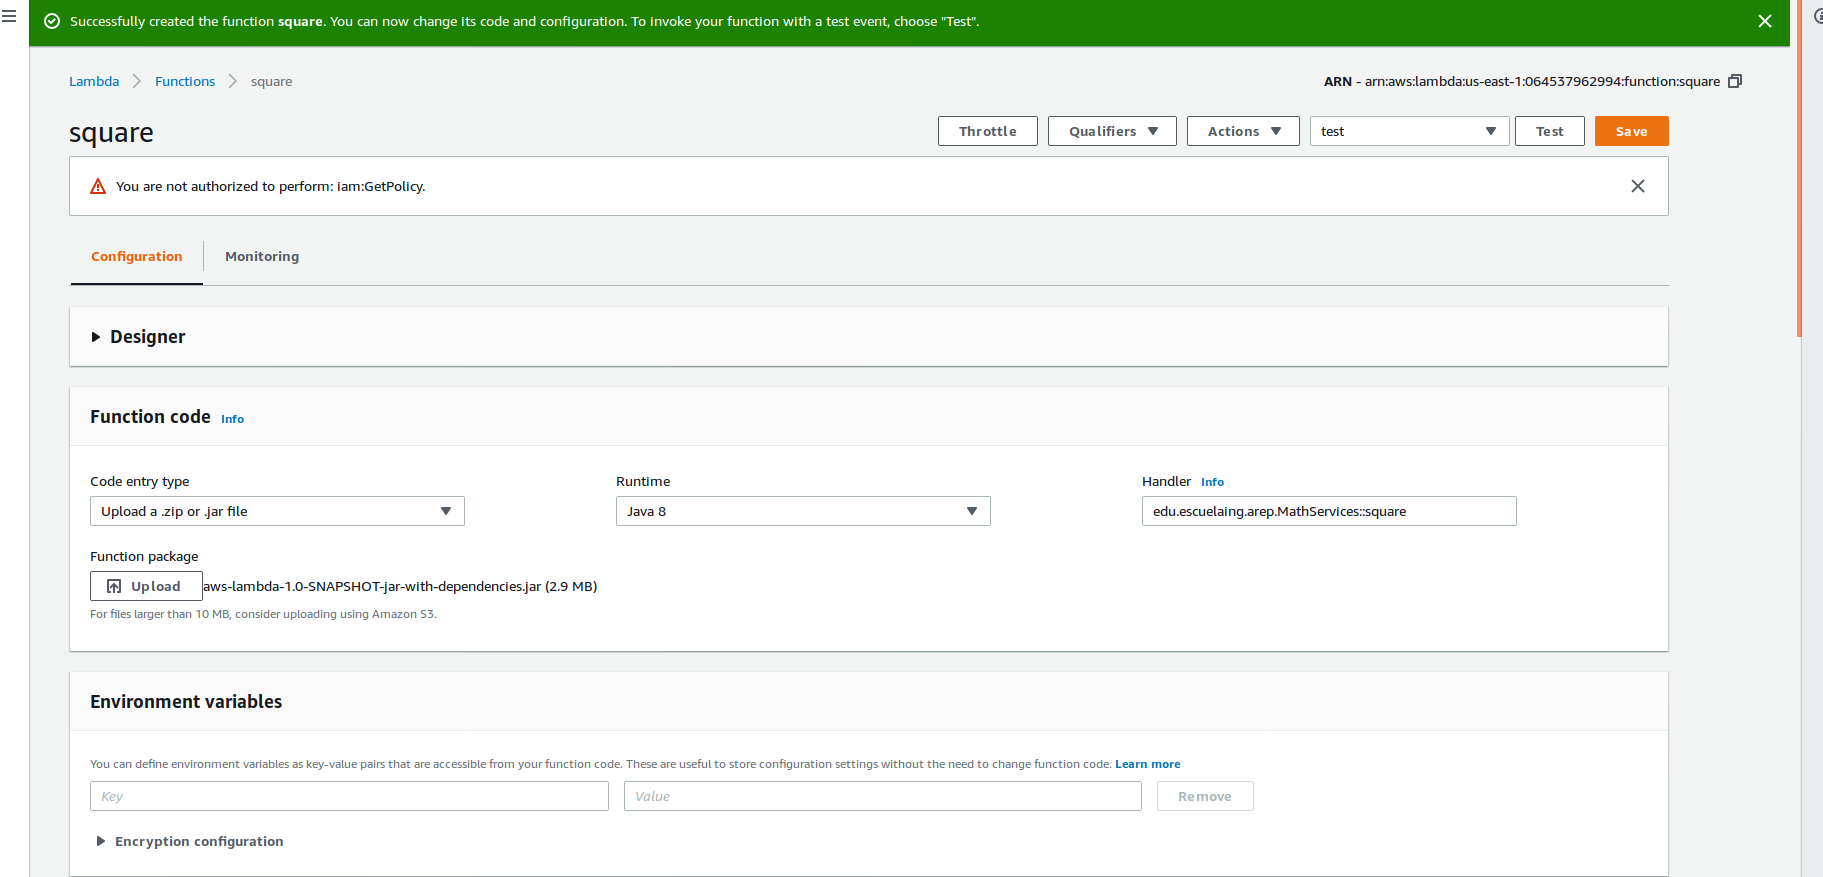 Successfully created the function square. You can now change its code and configuration. To invoke your function with a test event, choose "Test".
Lambda Functions square
ARN - arn:aws:lambda:us-east-1:064537962994:function:square
square
Throttle Qualifiers Actions test Test Save
You are not authorized to perform: iam:GetPolicy.
Configuration Monitoring
Designer
Function code Info
Code entry type Runtime Handler Info
Upload a .zip or .jar file Java 8 edu.escuelaing.arep.MathServices::square
Function package
Upload aws-lambda-1.0-SNAPSHOT-jar-with-dependencies.jar (2.9 MB)
For files larger than 10 MB, consider uploading using Amazon S3.
Environment variables
You can define environment variables as key-value pairs that are accessible from your function code. These are useful to store configuration settings without the need to change function code. Learn more
Key Value Remove
Encryption configuration